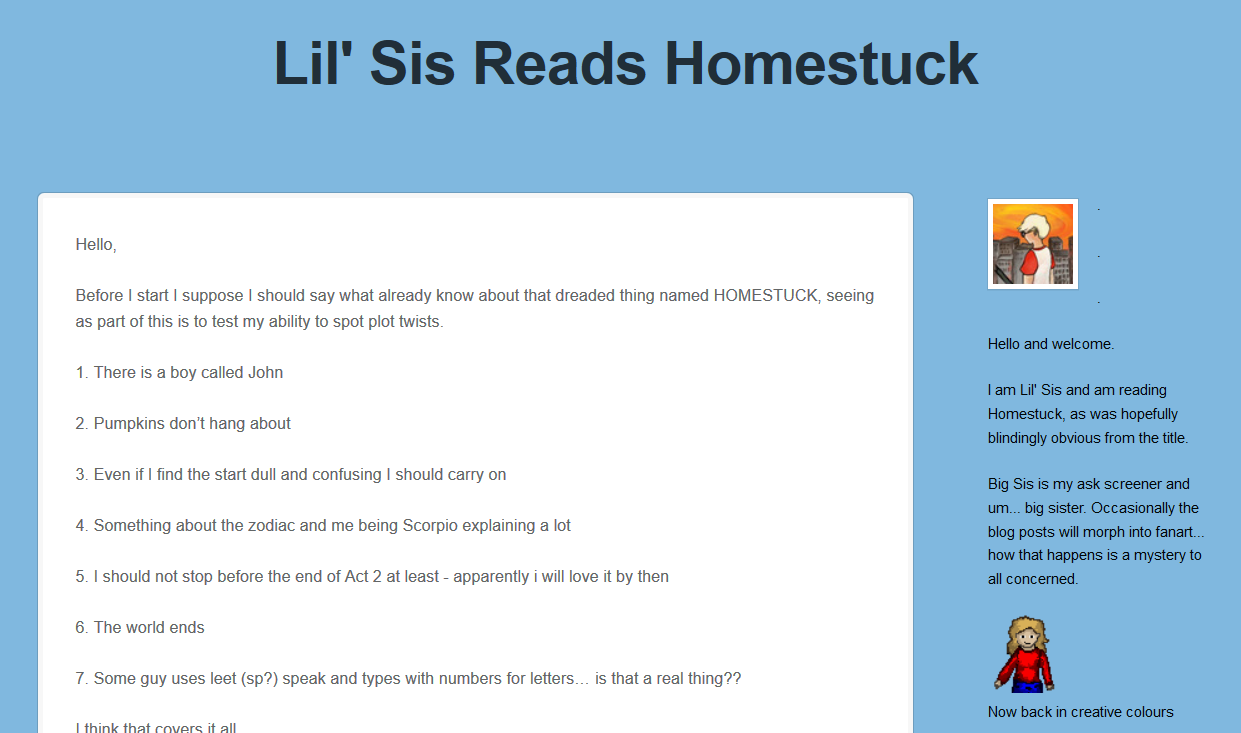 Lil' Sis Reads Homestuck
Hello,
Before I start I suppose I should say what already know about that dreaded thing named HOMESTUCK, seeing
as part of this is to test my ability to spot plot twists.
1. There is a boy called John
2. Pumpkins don’t hang about
3. Even if I find the start dull and confusing I should carry on
4. Something about the zodiac and me being Scorpio explaining a lot
5. I should not stop before the end of Act 2 at least - apparently i will love it by then
6. The world ends
7. Some guy uses leet (sp?) speak and types with numbers for letters… is that a real thing??
I think that covers it all
.
.
.
Hello and welcome.
I am Lil' Sis and am reading
Homestuck, as was hopefully
blindingly obvious from the title.
Big Sis is my ask screener and
um... big sister. Occasionally the
blog posts will morph into fanart...
how that happens is a mystery to
all concerned.
Now back in creative colours